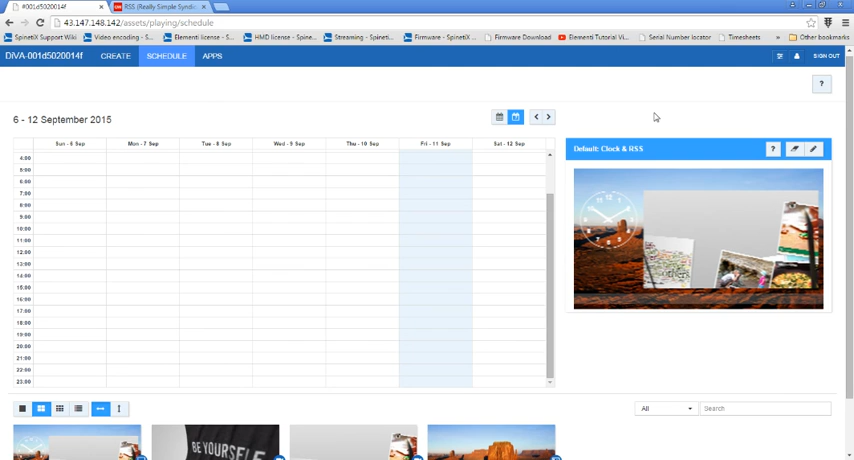 #001d5020014f
RSS (Really Simple Syndic
43.147.148.142/assets/playing/schedule
SpinetiX Support Wiki
Video encoding - S...
Elementi license - S...
HMD license - Spine...
Streaming - Spineti...
Firmware - SpinetiX ...
Firmware Download
Elementi Tutorial Vi...
Serial Number locator
Timesheets
»
Other bookmarks
DiVA-001d5020014f
CREATE
SCHEDULE
APPS
SIGN OUT
?
6 - 12 September 2015
Sun - 6 Sep
Mon - 7 Sep
Tue - 8 Sep
Wed - 9 Sep
Thu - 10 Sep
Fri - 11 Sep
Sat - 12 Sep
4:00
5:00
6:00
7:00
8:00
9:00
10:00
11:00
12:00
13:00
14:00
15:00
16:00
17:00
18:00
19:00
20:00
21:00
22:00
23:00
Default: Clock & RSS
?
All
Search
BE YOURSELF